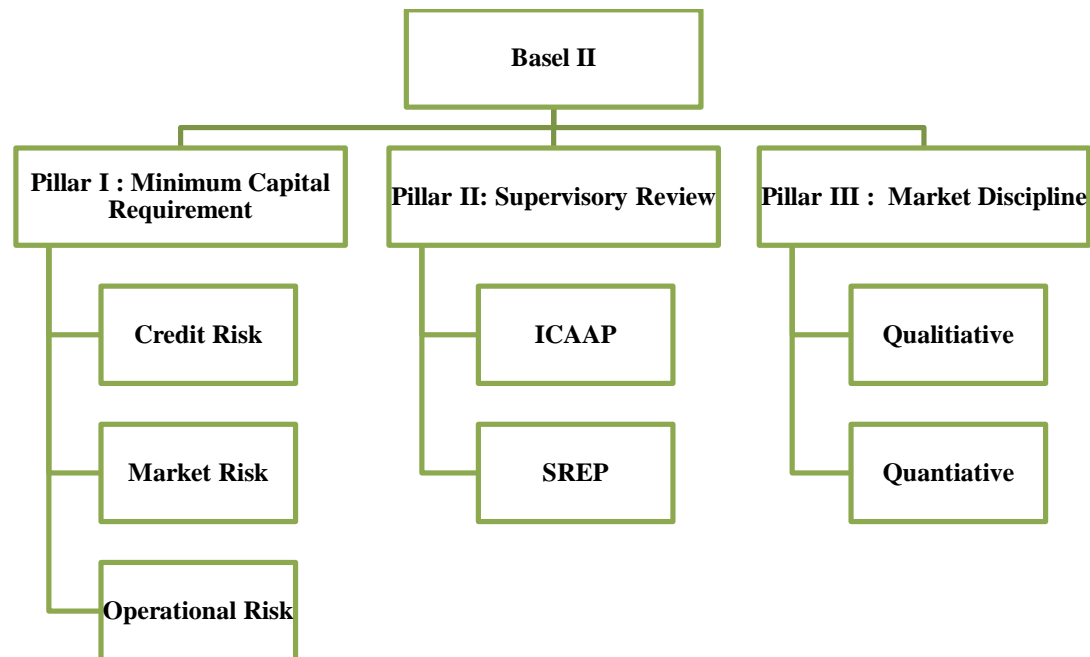 Basel II
Pillar I : Minimum Capital
Requirement
Pillar II: Supervisory Review
Pillar III :  Market Discipline
Credit Risk
ICAAP
Qualitiative
Market Risk
SREP
Quantiative
Operational Risk